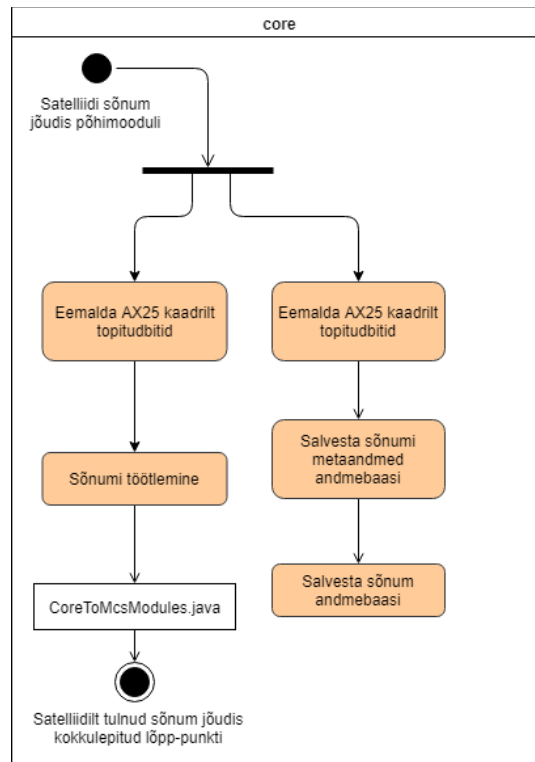 core
Satelliidi sõnum
jõudis põhimooduli
Eemalda AX25 kaadrilt
topitudbitid
Eemalda AX25 kaadrilt
topitudbitid
Sõnumi töötlemine
Salvesta sõnumi
metaandmed
andmebaasi
CoreToMcsModules.java
Salvesta sõnum
andmebaasi
Satelliidilt tulnud sõnum jõudis
kokkulepitud lõpp-punkti